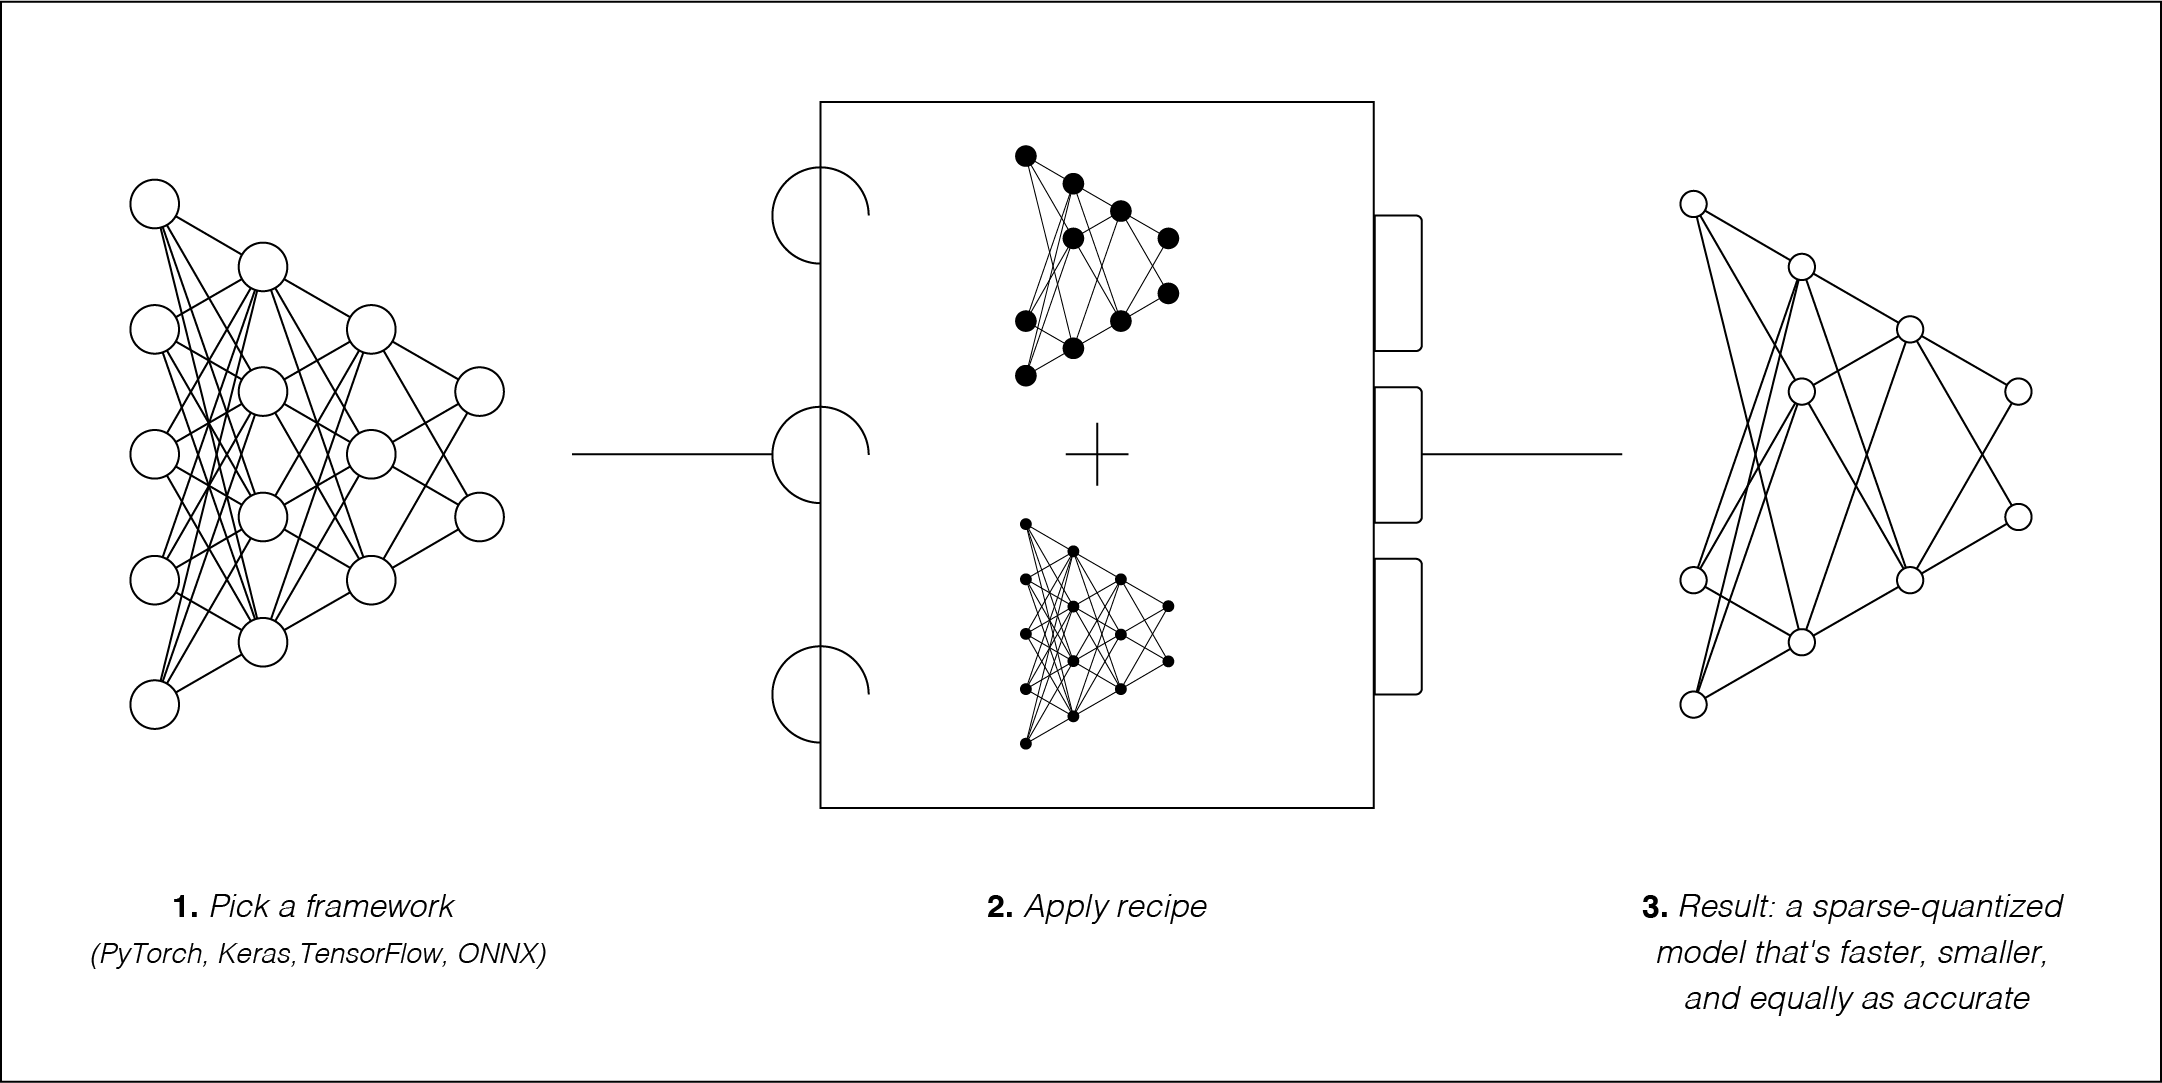 1. Pick a framework
(PyTorch, Keras,TensorFlow, ONNX)
2. Apply recipe
3. Result: a sparse-quantized
model that's faster, smaller,
and equally as accurate